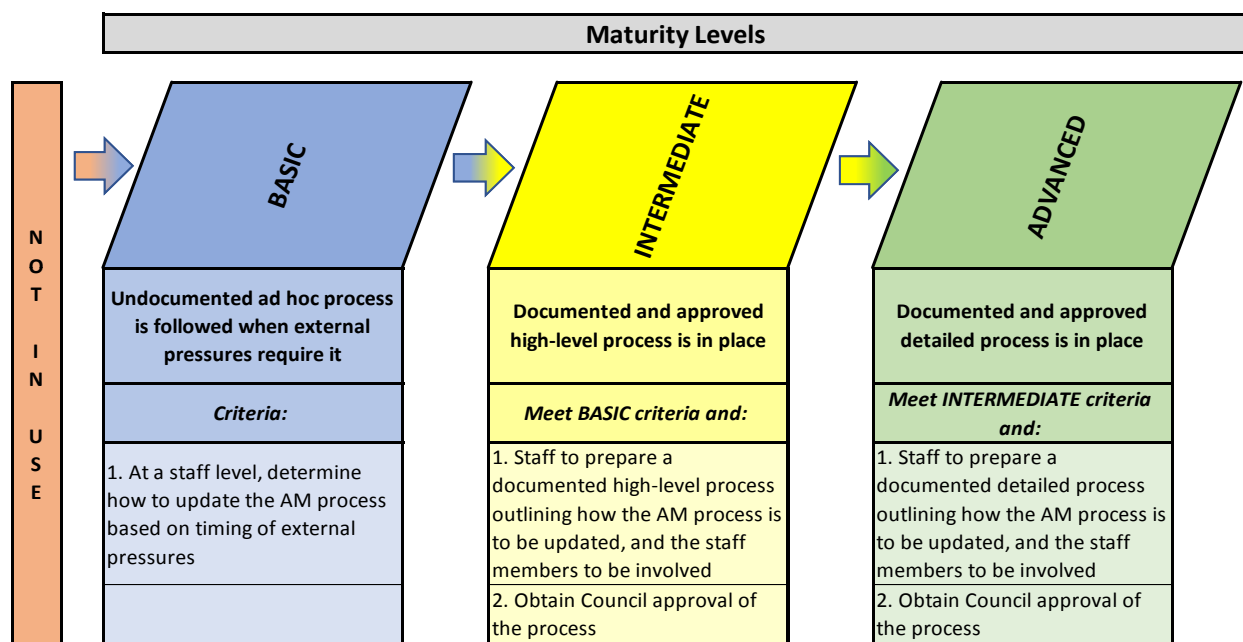 Maturity Levels
NOT IN USE
BASIC
Undocumented ad hoc process
is followed when external
pressures require it
Criteria:
1. At a staff level, determine
how to update the AM process
based on timing of external
pressures
INTERMEDIATE
Documented and approved
high-level process is in place
Meet BASIC criteria and:
1. Staff to prepare a
documented high-level process
outlining how the AM process is
to be updated, and the staff
members to be involved
2. Obtain Council approval of
the process
ADVANCED
Documented and approved
detailed process is in place
Meet INTERMEDIATE criteria
and:
1. Staff to prepare a
documented detailed process
outlining how the AM process is
to be updated, and the staff
members to be involved
2. Obtain Council approval of
the process